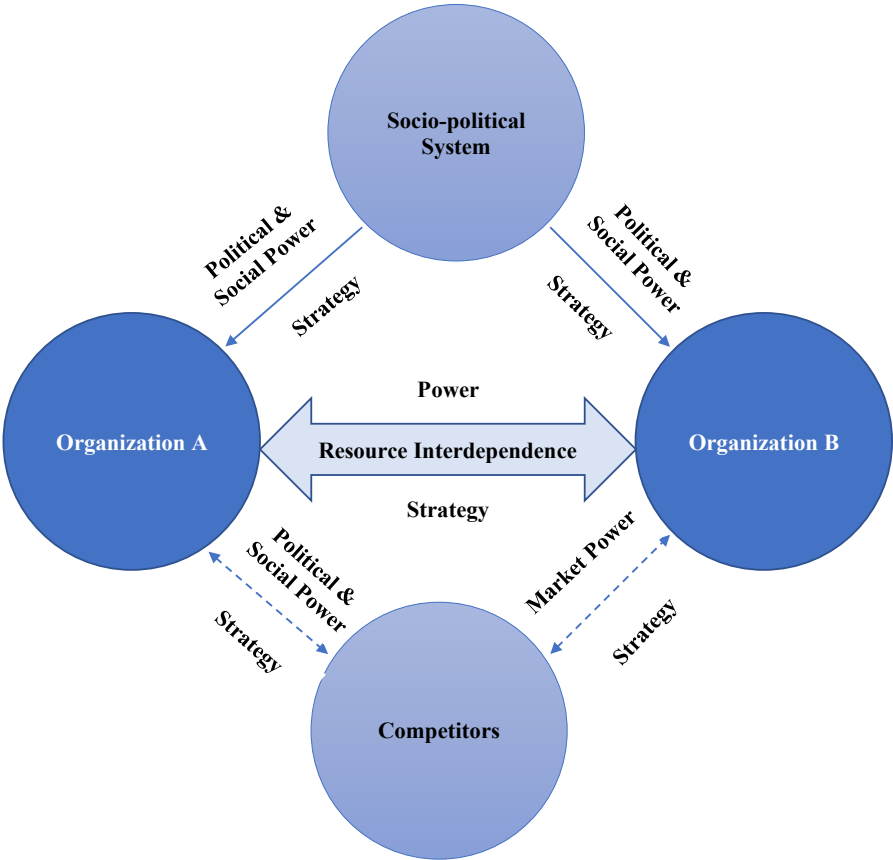 Socio-political
System
Political &
Social Power
Strategy
Political &
Social Power
Strategy
Power
Organization A
Resource Interdependence
Organization B
Strategy
Political &
Social Power
Strategy
Market Power
Strategy
Competitors